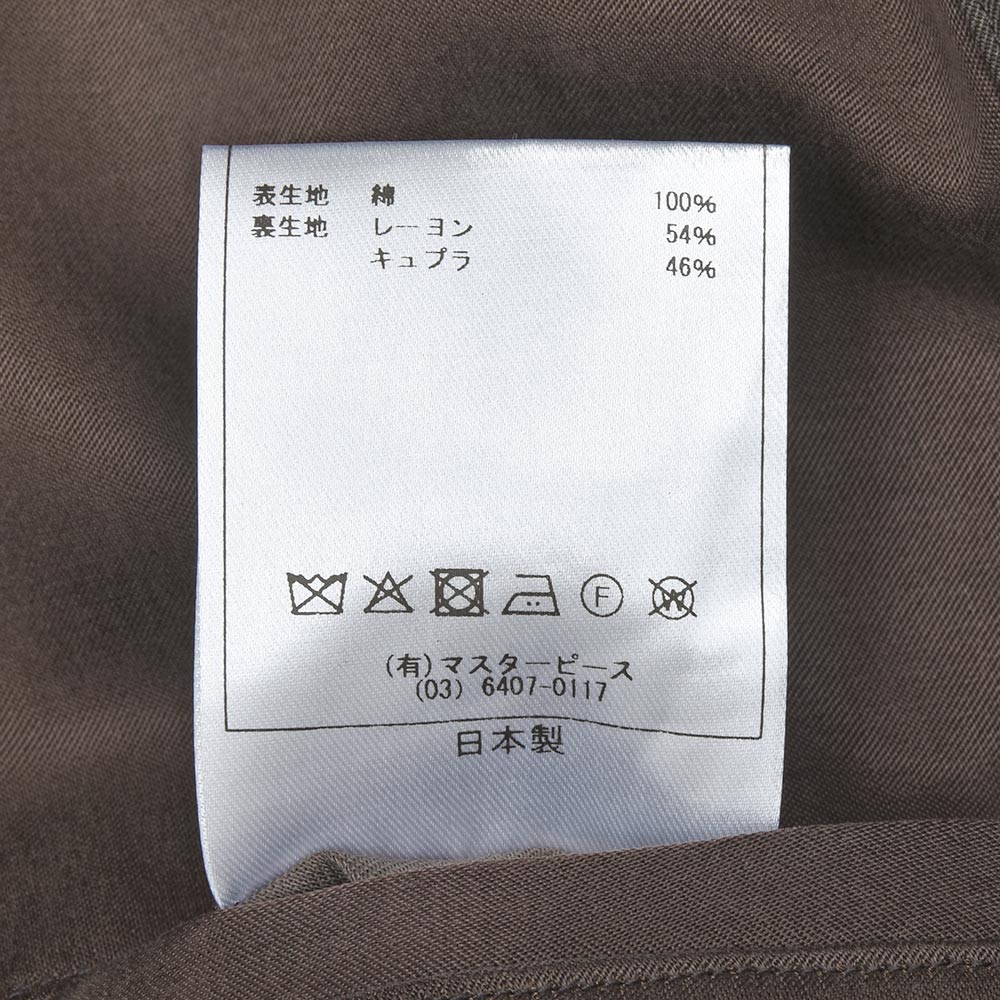 表生地 綿 100%
裏生地 レーヨン 54%
キュプラ 46%
F W
(有)マスターピース
(03) 6407-0117
日本製